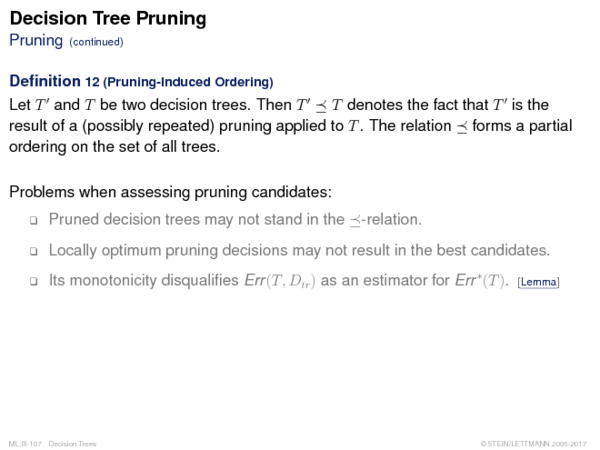 Decision Tree Pruning
Pruning (continued)
Definition 12 (Pruning-Induced Ordering)
Let T′ and T be two decision trees. Then T′ ⪯ T denotes the fact that T′ is the
result of a (possibly repeated) pruning applied to T. The relation ⪯ forms a partial
ordering on the set of all trees.
Problems when assessing pruning candidates:
❑ Pruned decision trees may not stand in the ⪯-relation.
❑ Locally optimum pruning decisions may not result in the best candidates.
❑ Its monotonicity disqualifies Err(T, D_tr) as an estimator for Err*(T). [Lemma]
ML:III-107 Decision Trees
© STEIN/LETTMANN 2005-2017